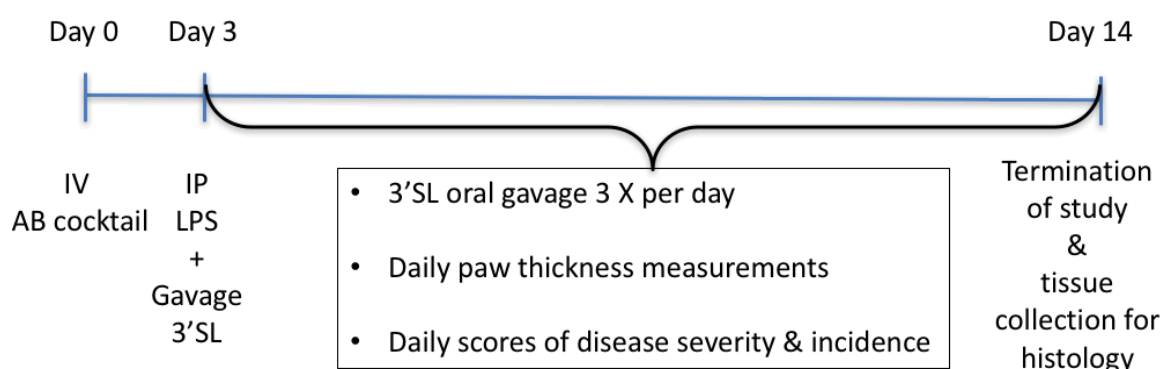 Day 0
Day 3
Day 14
IV
AB cocktail
IP
LPS
+
Gavage
3’SL
• 3’SL oral gavage 3 X per day
• Daily paw thickness measurements
• Daily scores of disease severity & incidence
Termination
of study
&
tissue
collection for
histology